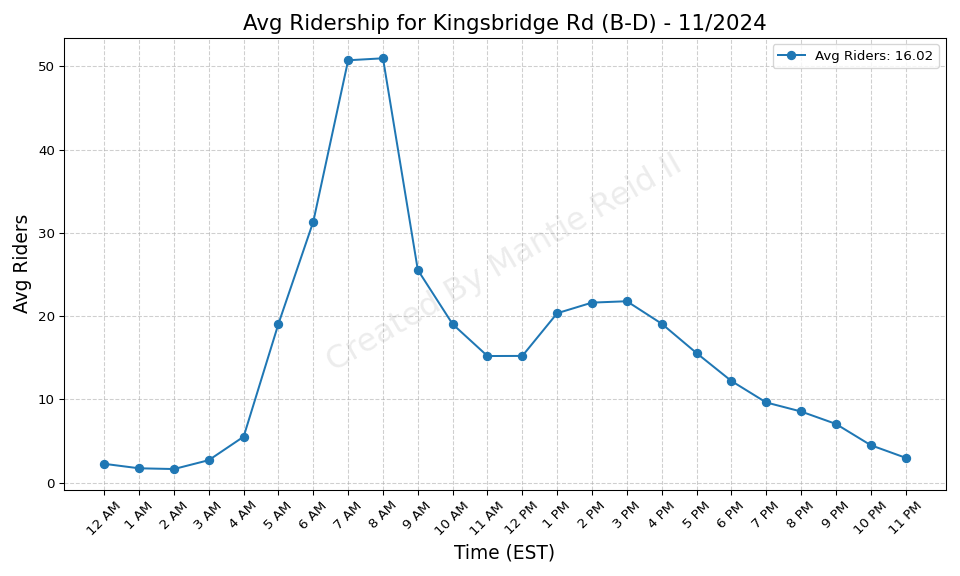 Avg Ridership for Kingsbridge Rd (B-D) - 11/2024
Avg Riders: 16.02
50
40
30
20
10
0
Avg Riders
Created By Mantie Reid II
12 AM
1 AM
2 AM
3 AM
4 AM
5 AM
6 AM
7 AM
8 AM
9 AM
10 AM
11 AM
12 PM
1 PM
2 PM
3 PM
4 PM
5 PM
6 PM
7 PM
8 PM
9 PM
10 PM
11 PM
Time (EST)